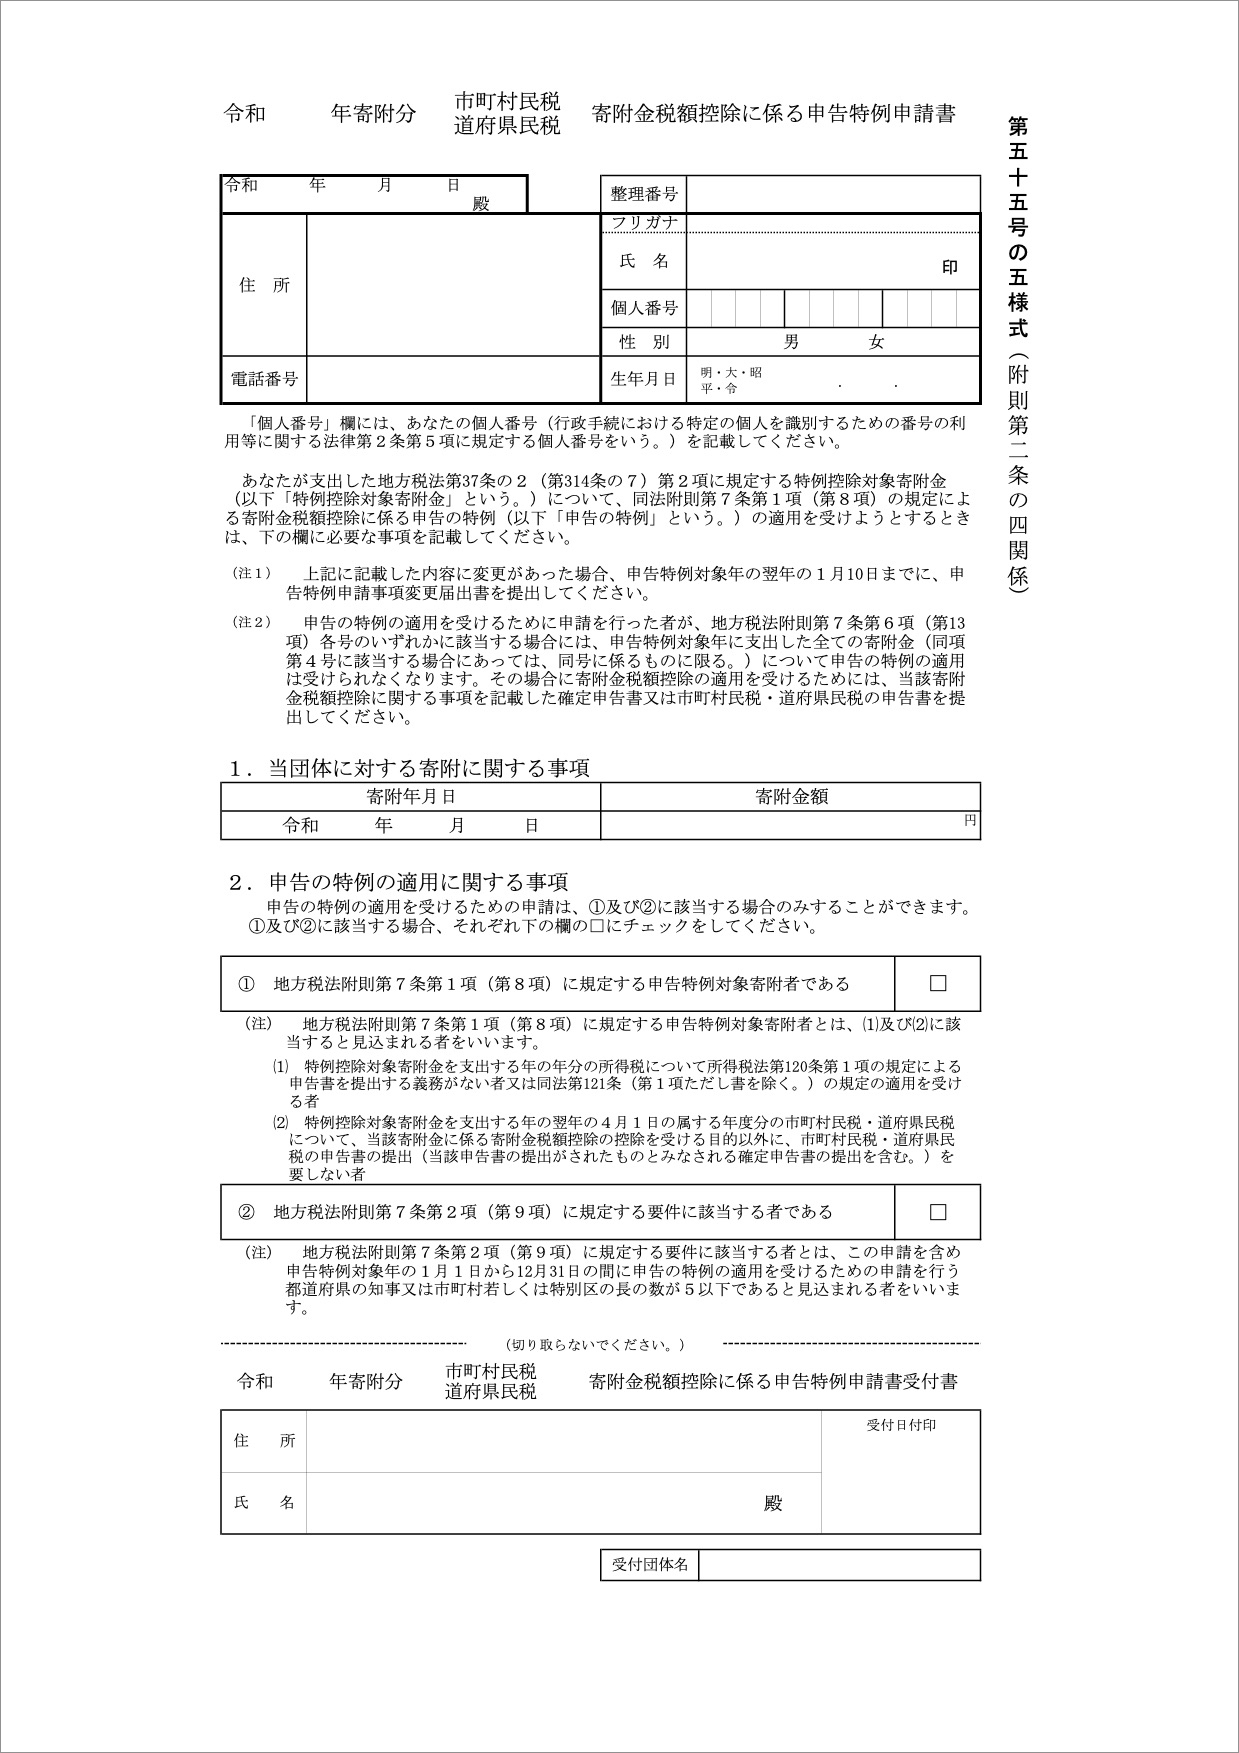 令和　年寄附分　市町村民税　寄附金税額控除に係る申告特例申請書
道府県民税
第五十五号の五様式（附則第二条の四関係）
令和　年　月　日
殿
整理番号
フリガナ
住　所
氏　名
印
個人番号
性　別　男　女
電話番号
生年月日
明・大・昭
平・令　．　．
「個人番号」欄には、あなたの個人番号（行政手続における特定の個人を識別するための番号の利
用等に関する法律第２条第５項に規定する個人番号をいう。）を記載してください。
あなたが支出した地方税法第37条の２（第314条の７）第２項に規定する特例控除対象寄附金
（以下「特例控除対象寄附金」という。）について、同法附則第７条第１項（第８項）の規定によ
る寄附金税額控除に係る申告の特例（以下「申告の特例」という。）の適用を受けようとするとき
は、下の欄に必要な事項を記載してください。
（注１）　上記に記載した内容に変更があった場合、申告特例対象年の翌年の１月10日までに、申
告特例申請事項変更届出書を提出してください。
（注２）　申告の特例の適用を受けるために申請を行った者が、地方税法附則第７条第６項（第13
項）各号のいずれかに該当する場合には、申告特例対象年に支出した全ての寄附金（同項
第４号に該当する場合にあっては、同号に係るものに限る。）について申告の特例の適用
は受けられなくなります。その場合に寄附金税額控除の適用を受けるためには、当該寄附
金税額控除に関する事項を記載した確定申告書又は市町村民税・道府県民税の申告書を提
出してください。
１．当団体に対する寄附に関する事項
寄附年月日　寄附金額
令和　年　月　日　円
２．申告の特例の適用に関する事項
申告の特例の適用を受けるための申請は、①及び②に該当する場合のみすることができます。
①及び②に該当する場合、それぞれ下の欄の□にチェックをしてください。
①　地方税法附則第７条第１項（第８項）に規定する申告特例対象寄附者である　□
（注）　地方税法附則第７条第１項（第８項）に規定する申告特例対象寄附者とは、⑴及び⑵に該
当すると見込まれる者をいいます。
⑴　特例控除対象寄附金を支出する年の年分の所得税について所得税法第120条第１項の規定による
申告書を提出する義務がない者又は同法第121条（第１項ただし書を除く。）の規定の適用を受け
る者
⑵　特例控除対象寄附金を支出する年の翌年の４月１日の属する年度分の市町村民税・道府県民税
について、当該寄附金に係る寄附金税額控除の控除を受ける目的以外に、市町村民税・道府県民
税の申告書の提出（当該申告書の提出がされたものとみなされる確定申告書の提出を含む。）を
要しない者
②　地方税法附則第７条第２項（第９項）に規定する要件に該当する者である　□
（注）　地方税法附則第７条第２項（第９項）に規定する要件に該当する者とは、この申請を含め
申告特例対象年の１月１日から12月31日の間に申告の特例の適用を受けるための申請を行う
都道府県の知事又は市町村若しくは特別区の長の数が５以下であると見込まれる者をいいま
す。
（切り取らないでください。）
令和　年寄附分　市町村民税　寄附金税額控除に係る申告特例申請書受付書
道府県民税
住　所
受付日付印
氏　名　殿
受付団体名